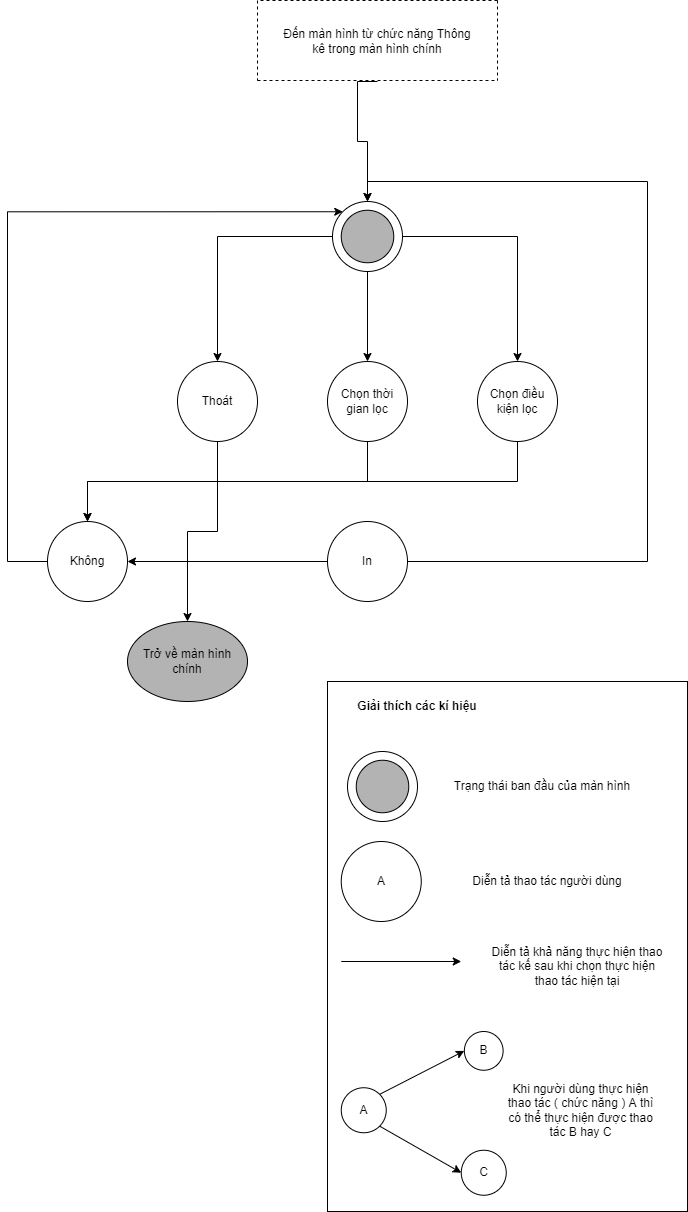 Đến màn hình từ chức năng Thông
kê trong màn hình chính
Thoát
Chọn thời
gian lọc
Chọn điều
kiện lọc
Không
In
Trở về màn hình
chính
Giải thích các kí hiệu
Trạng thái ban đầu của màn hình
A
Diễn tả thao tác người dùng
Diễn tả khả năng thực hiện thao
tác kế sau khi chọn thực hiện
thao tác hiện tại
B
A
C
Khi người dùng thực hiện
thao tác ( chức năng ) A thì
có thể thực hiện được thao
tác B hay C